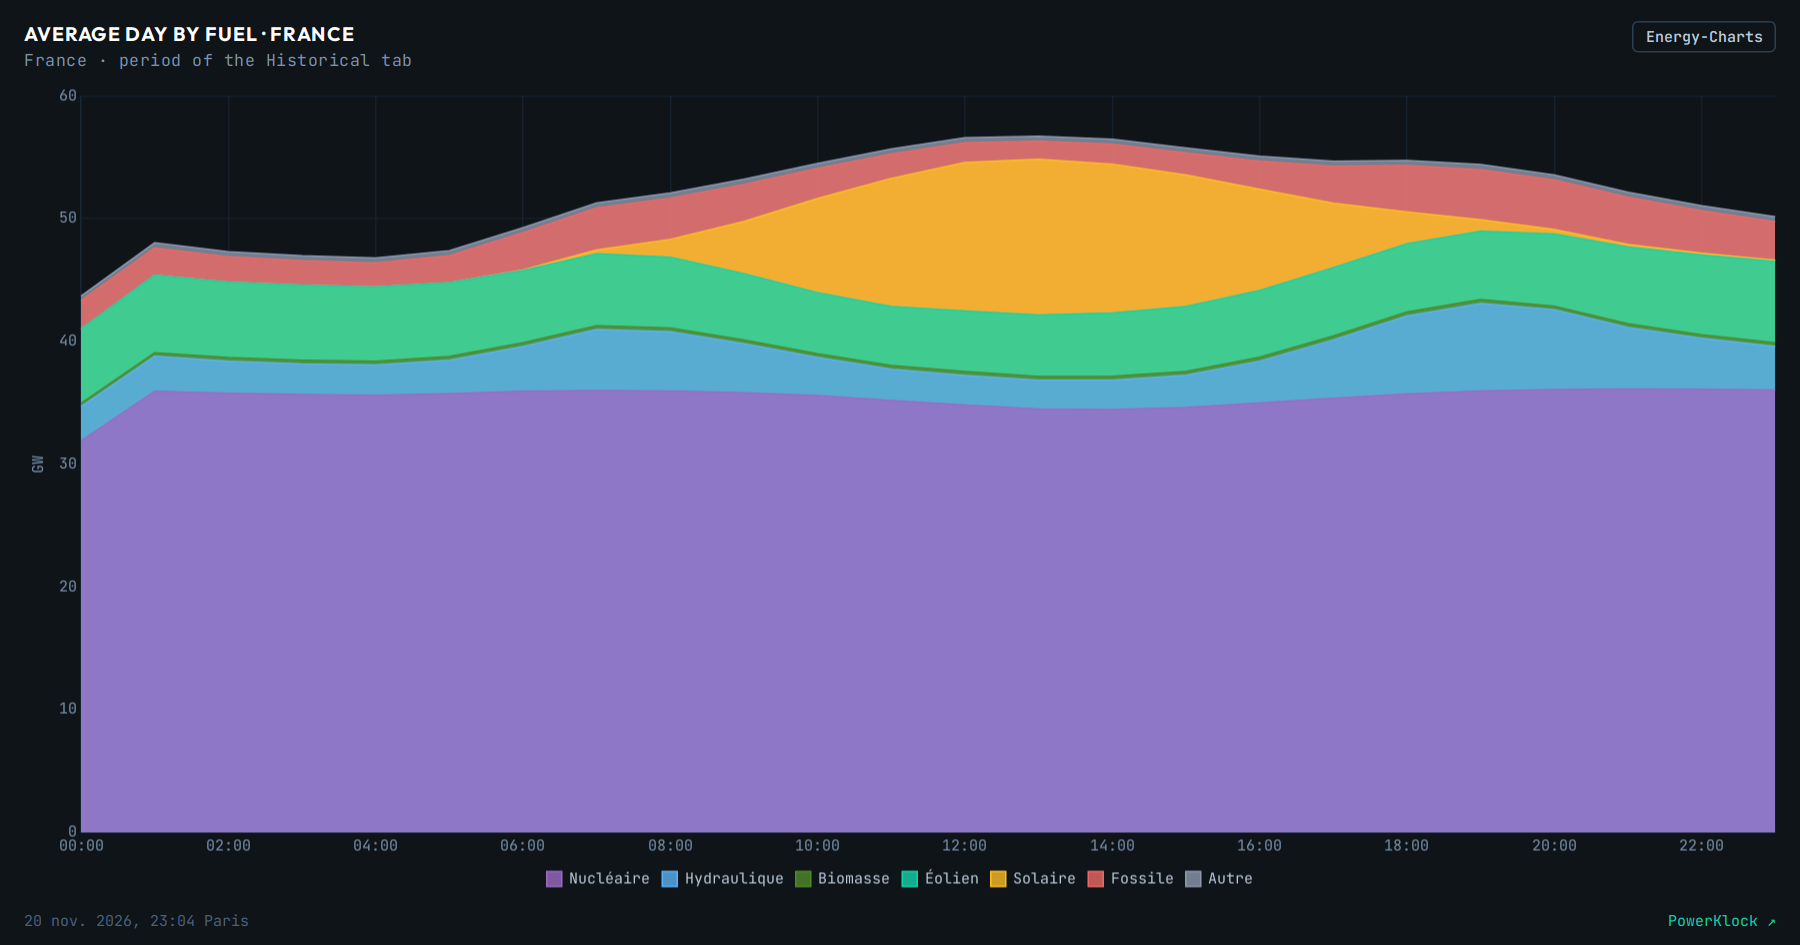 AVERAGE DAY BY FUEL · FRANCE
Energy-Charts
France · period of the Historical tab
60
50
40
30
20
10
0
GW
00:00 02:00 04:00 06:00 08:00 10:00 12:00 14:00 16:00 18:00 20:00 22:00
Nucléaire Hydraulique Biomasse Éolien Solaire Fossile Autre
20 nov. 2026, 23:04 Paris
PowerKlock ↗